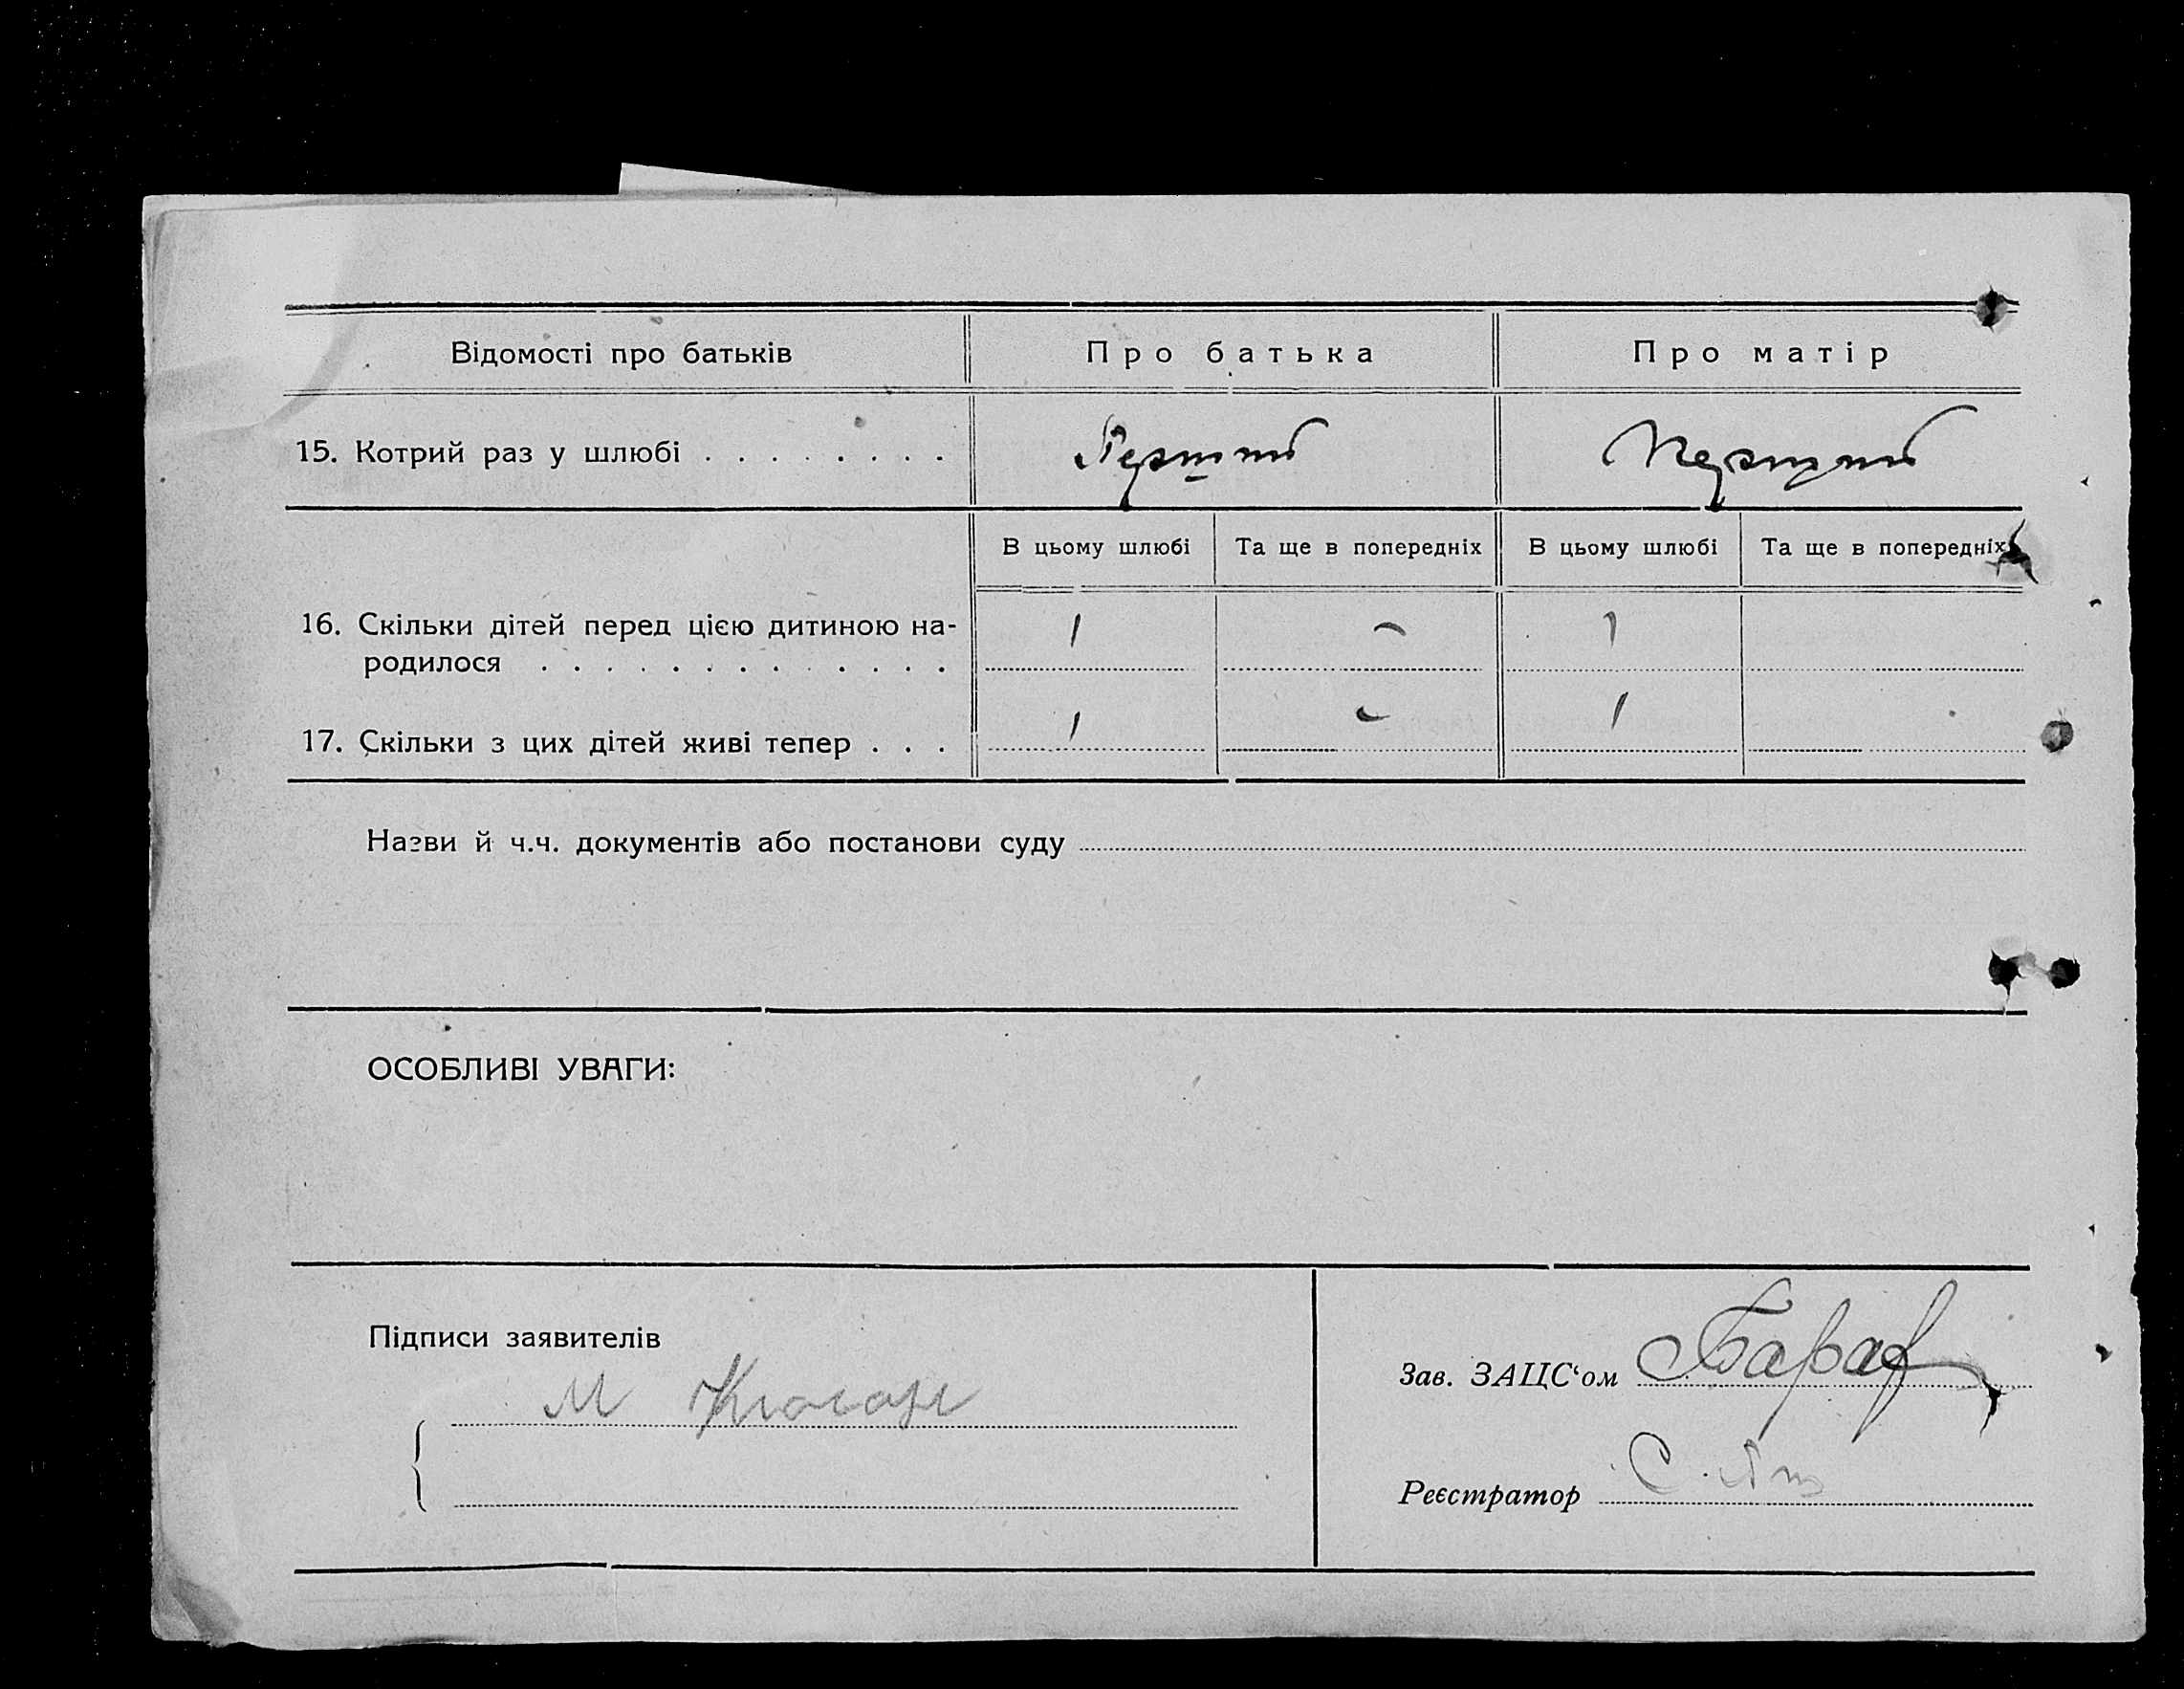 Відомості про батьків Про батька Про матір
15. Котрий раз у шлюбі . . . . . . . . Перший Перший
В цьому шлюбі Та ще в попередніх В цьому шлюбі Та ще в попередніх
16. Скільки дітей перед цією дитиною на- 1 – 1
родилося . . . . . . . . . . . . .
17. Скільки з цих дітей живі тепер . . . 1 – 1
Назви й ч.ч. документів або постанови суду
ОСОБЛИВІ УВАГИ:
Підписи заявителів
М
Зав. ЗАЦС‘ом
Реєстратор С.